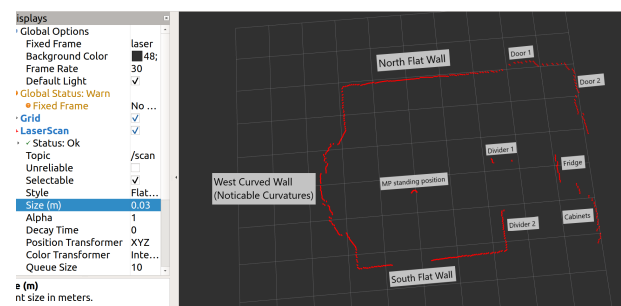 isplays
Global Options
Fixed Frame laser
Background Color 48;
Frame Rate 30
Default Light ✓
Global Status: Warn
Fixed Frame No ...
Grid ✓
LaserScan ✓
✓ Status: Ok
Topic /scan
Unreliable
Selectable ✓
Style Flat...
Size (m) 0.03
Alpha 1
Decay Time 0
Position Transformer XYZ
Color Transformer Inte...
Queue Size 10
e (m)
nt size in meters.
North Flat Wall
Door 1
Door 2
Divider 1
Fridge
MP standing position
West Curved Wall
(Noticable Curvatures)
Divider 2
Cabinets
South Flat Wall